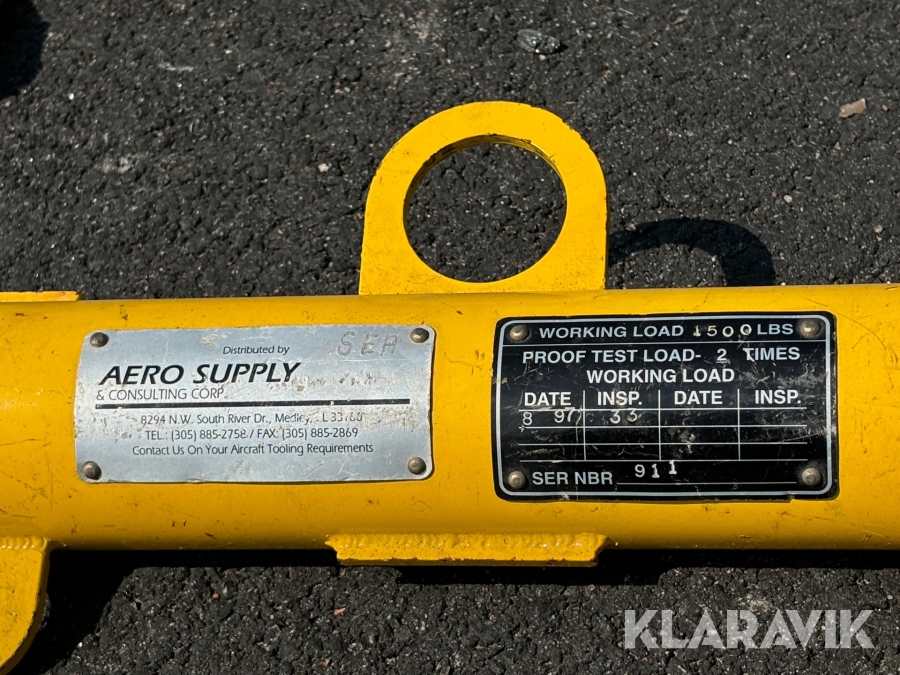 Distributed by
SEA
AERO SUPPLY
& CONSULTING CORP.
8294 N.W. South River Dr., Medley,
TEL.: (305) 885-2758 / FAX: (305) 885-2869
Contact Us On Your Aircraft Tooling Requirements
WORKING LOAD 1500 LBS
PROOF TEST LOAD- 2 TIMES
WORKING LOAD
DATE INSP. DATE INSP.
8 97 33
SER NBR 911
KLARAVIK